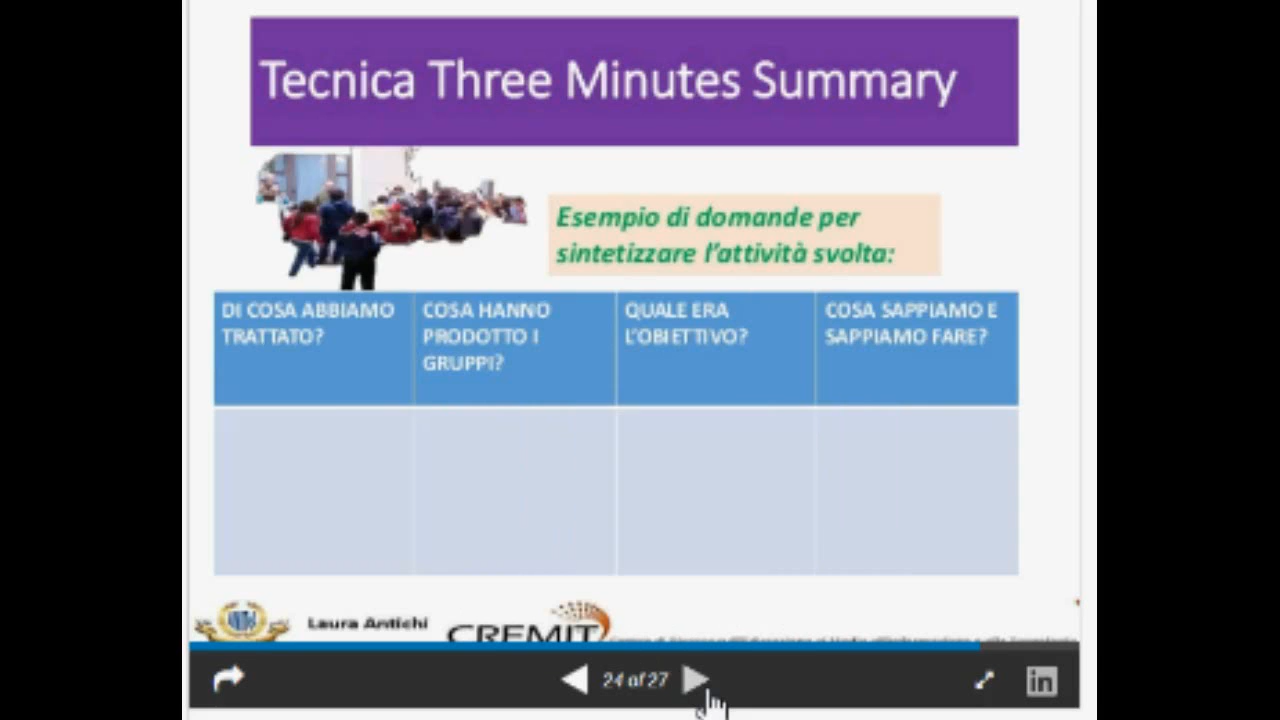 Tecnica Three Minutes Summary
Esempio di domande per
sintetizzare l'attività svolta:
DI COSA ABBIAMO
TRATTATO?
COSA HANNO
PRODOTTO I
GRUPPI?
QUALE ERA
L'OBIETTIVO?
COSA SAPPIAMO E
SAPPIAMO FARE?
Laura Antichi
CREMIT
24 of 27
in